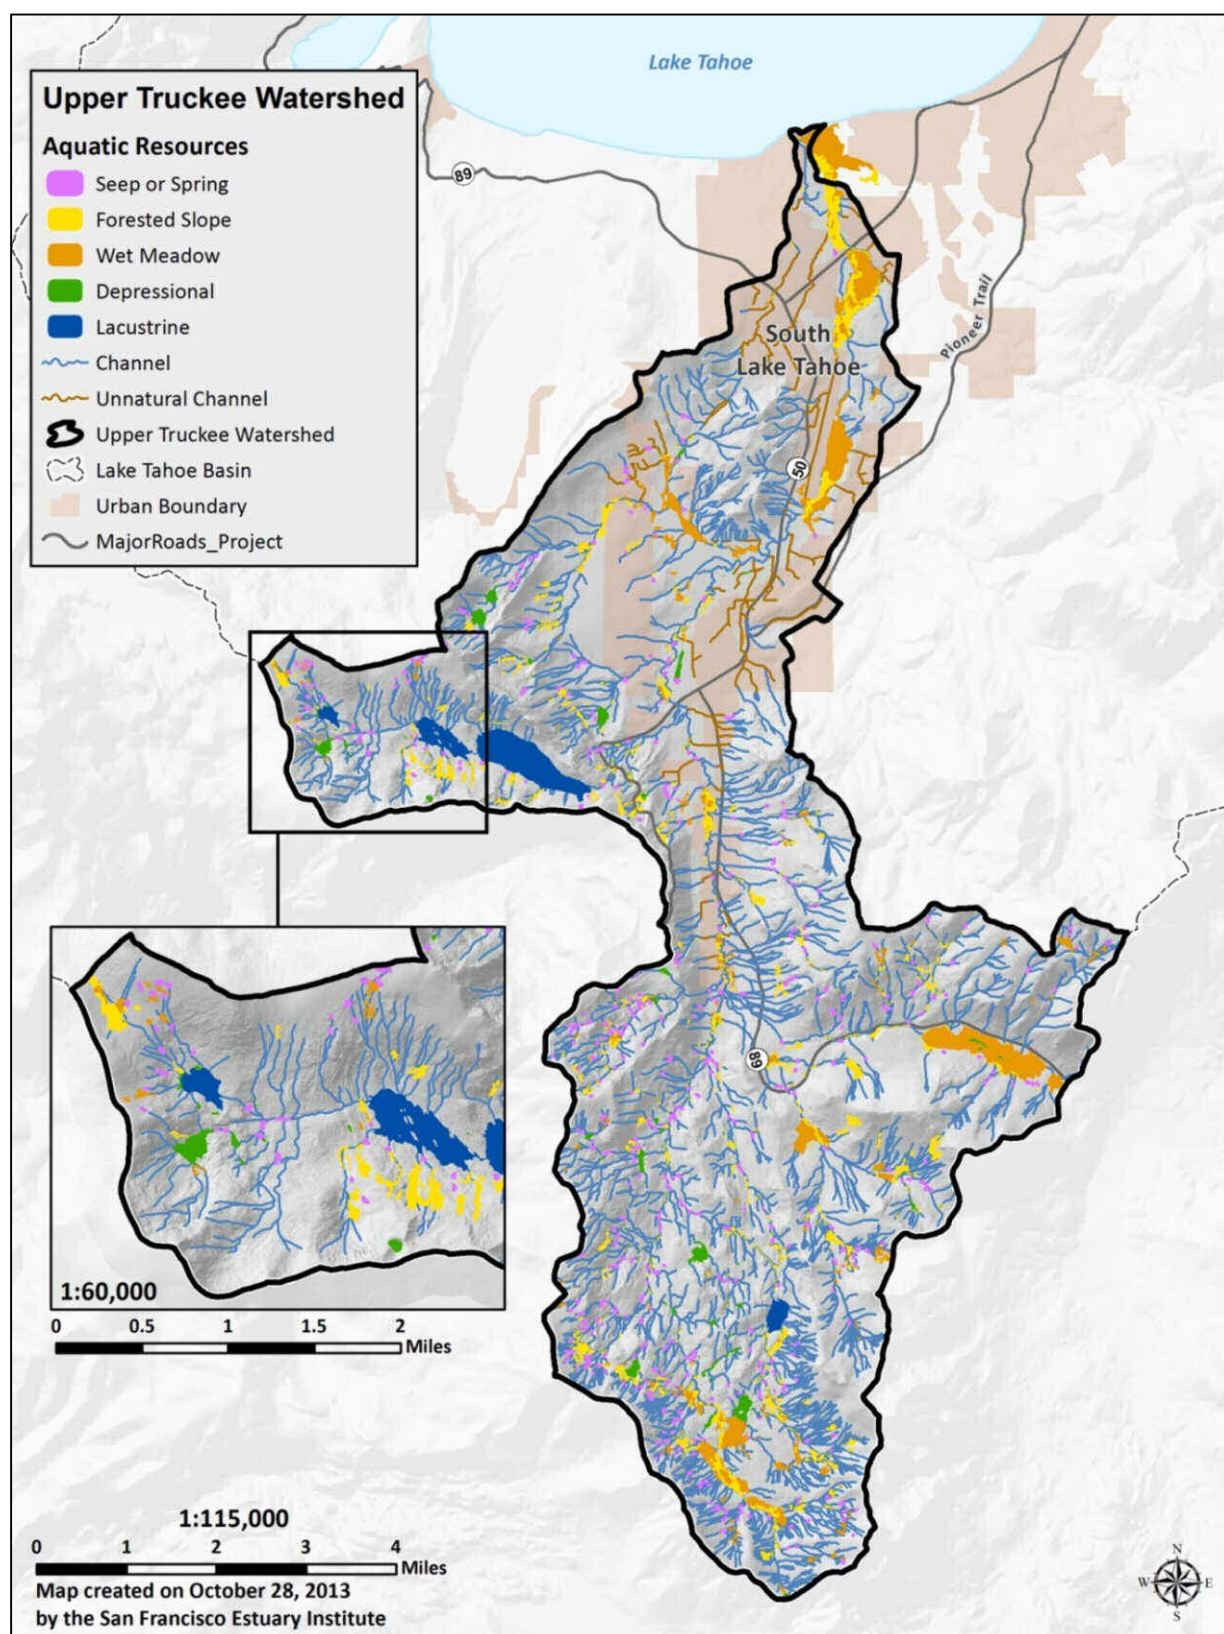 Lake Tahoe
Upper Truckee Watershed
Aquatic Resources
Seep or Spring
Forested Slope
Wet Meadow
Depressional
Lacustrine
Channel
Unnatural Channel
Upper Truckee Watershed
Lake Tahoe Basin
Urban Boundary
MajorRoads_Project
89
Pioneer Trail
South
Lake Tahoe
50
89
1:60,000
0 0.5 1 1.5 2
Miles
1:115,000
0 1 2 3 4
Miles
Map created on October 28, 2013
by the San Francisco Estuary Institute
N
W E
S